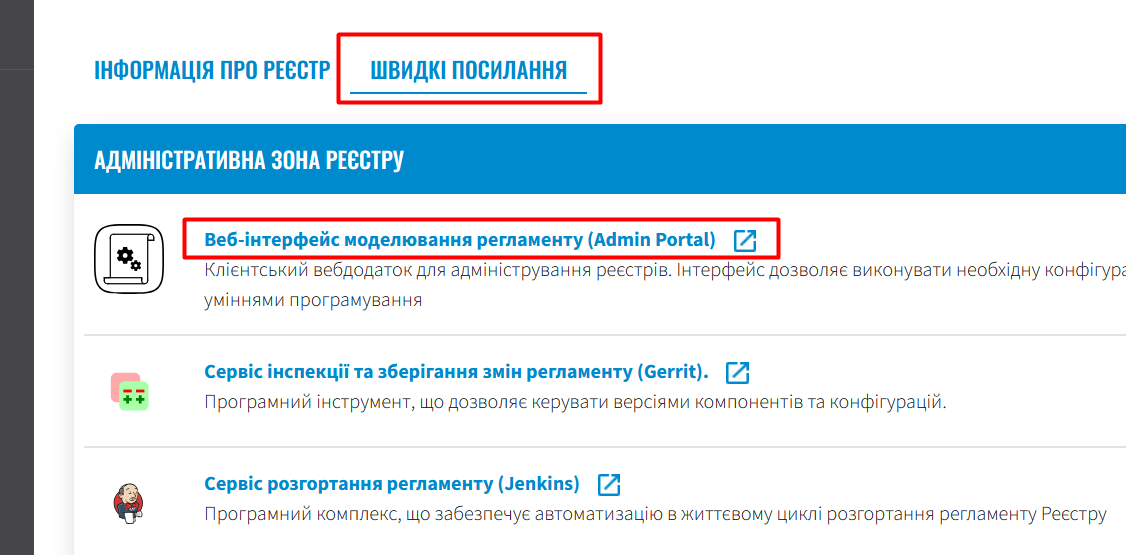 ІНФОРМАЦІЯ ПРО РЕЄСТР ШВИДКІ ПОСИЛАННЯ
АДМІНІСТРАТИВНА ЗОНА РЕЄСТРУ
Веб-інтерфейс моделювання регламенту (Admin Portal)
Клієнтський вебдодаток для адміністрування реєстрів. Інтерфейс дозволяє виконувати необхідну
уміннями програмування
Сервіс інспекції та зберігання змін регламенту (Gerrit).
Програмний інструмент, що дозволяє керувати версіями компонентів та конфігурацій.
Сервіс розгортання регламенту (Jenkins)
Програмний комплекс, що забезпечує автоматизацію в життєвому циклі розгортання регламенту Реєстру